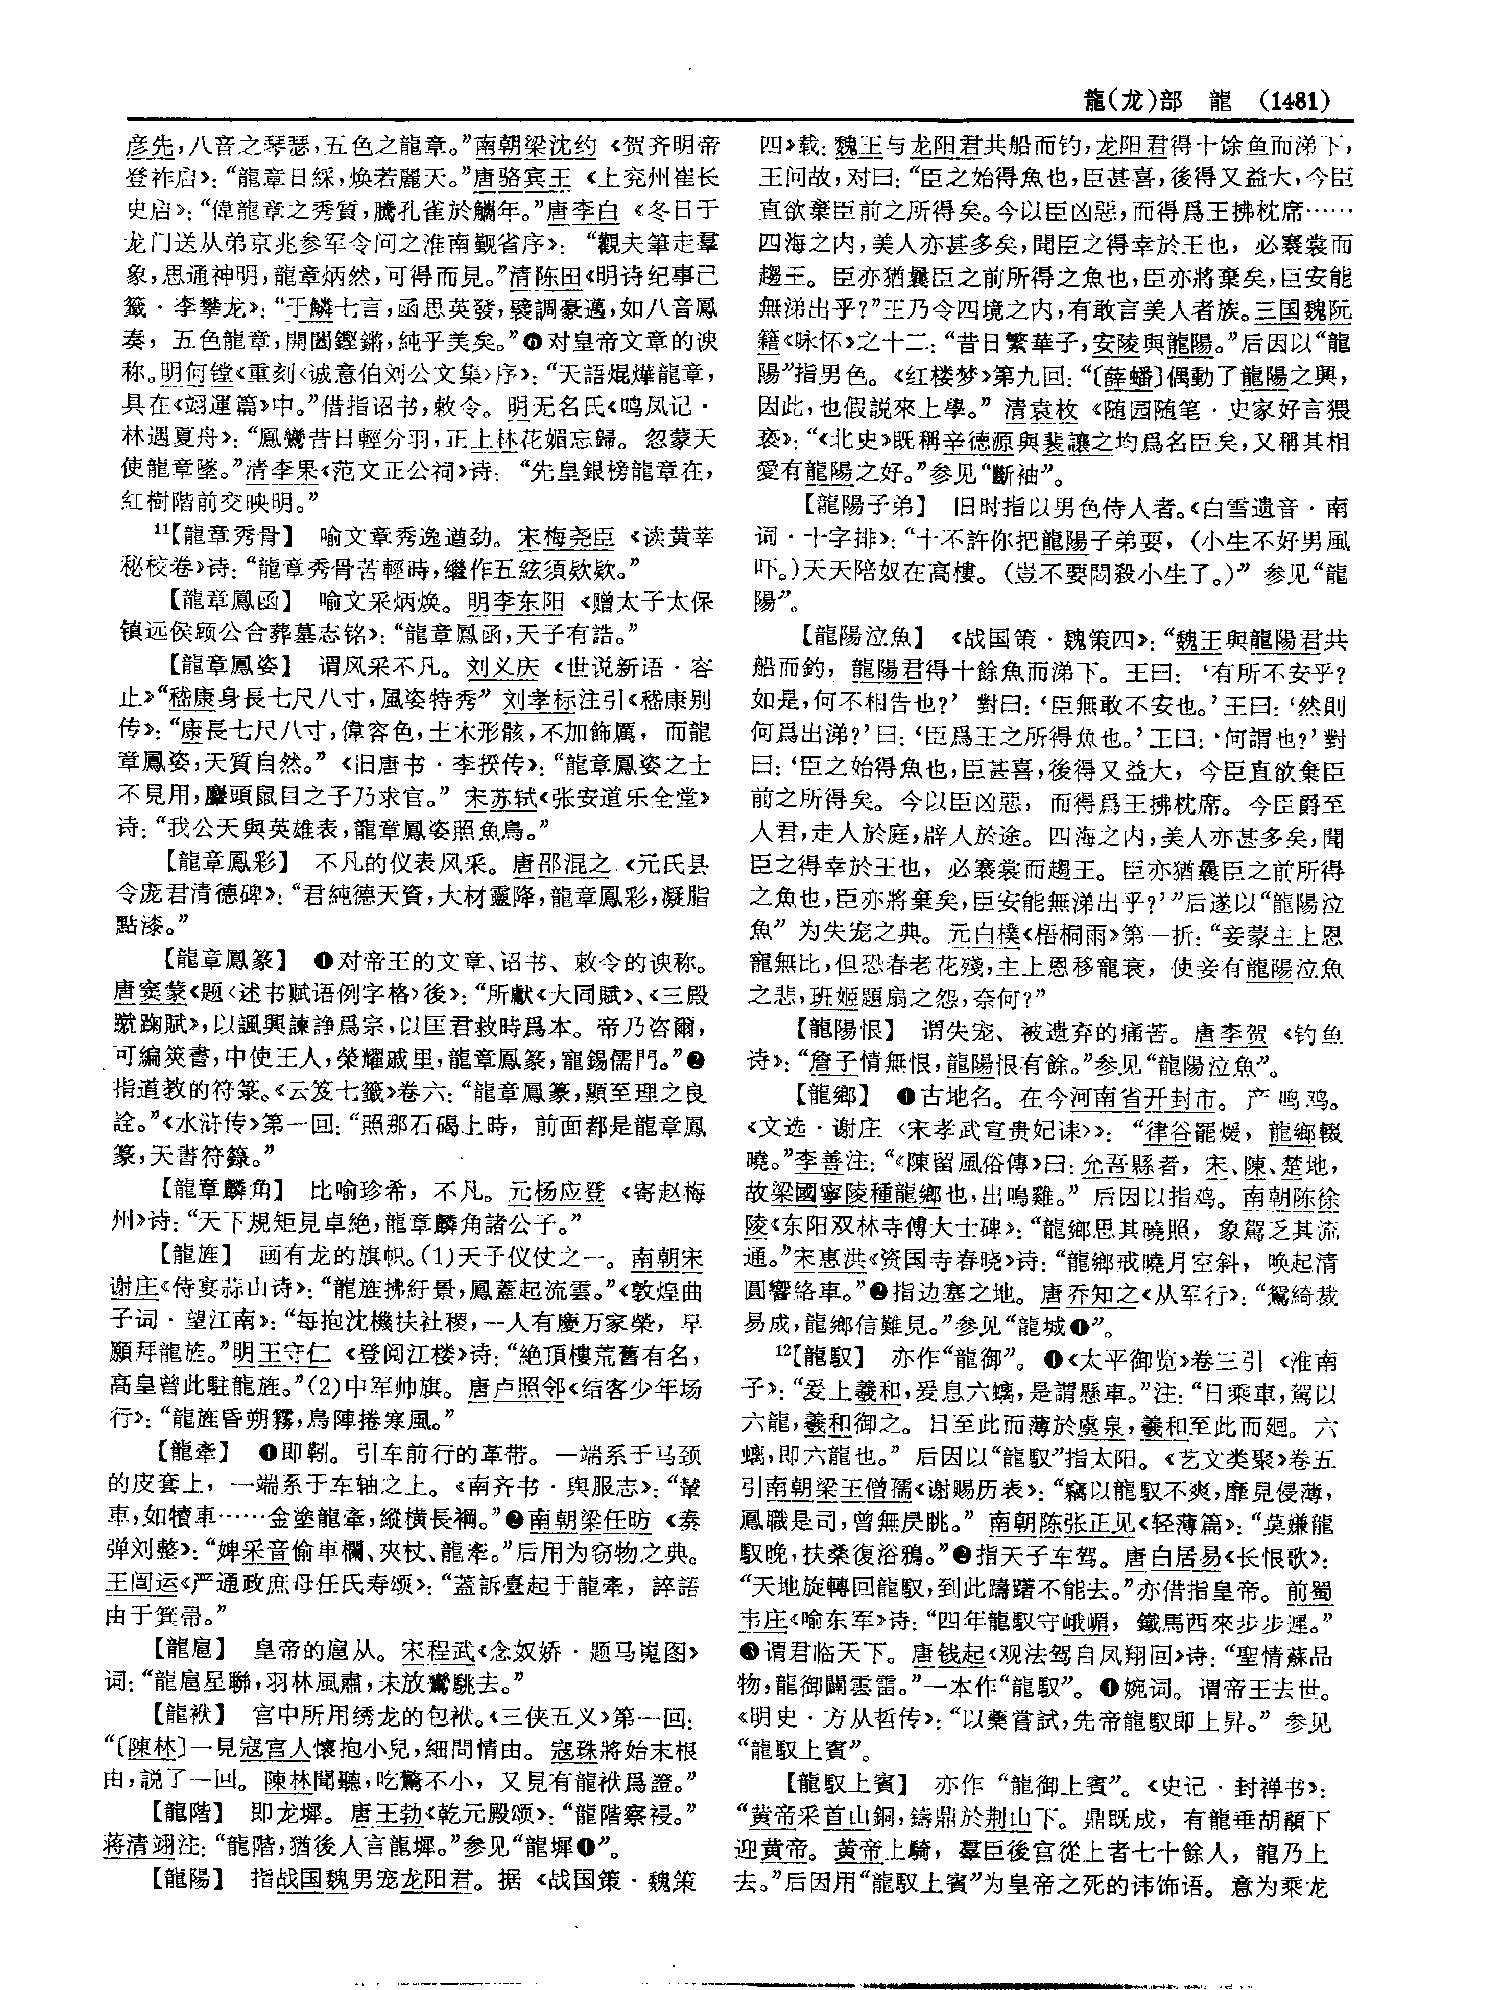 龍(龙)部　龍　(1481)
彦先,八音之琴瑟,五色之龍章。”南朝梁沈约《贺齐明帝
登祚启》:“龍章日綵,焕若麗天。”唐骆宾王《上兖州崔长
史启》:“偉龍章之秀質,騰孔雀於觿年。”唐李白《冬日于
龙门送从弟京兆参军令问之淮南觐省序》:“觀夫筆走羣
象,思通神明,龍章炳然,可得而見。”清陈田《明诗纪事己
籤·李攀龙》:“于鱗七言,函思英發,襞調豪邁,如八音鳳
奏,五色龍章,開闔鏗鏘,純乎美矣。”❻对皇帝文章的谀
称。明何镗《重刻〈诚意伯刘公文集〉序》:“天語焜燁龍章,
具在《翊運篇》中。”借指诏书,敕令。明无名氏《鸣凤记·
林遇夏舟》:“鳳鸞昔日輕分羽,正上林花媚忘歸。忽蒙天
使龍章墜。”清李果《范文正公祠》诗:“先皇銀榜龍章在,
紅樹階前交映明。”
11【龍章秀骨】　喻文章秀逸遒劲。宋梅尧臣《读黄莘
秘校卷》诗:“龍章秀骨苦輕時,繼作五絃須欵欵。”
【龍章鳳函】　喻文采炳焕。明李东阳《赠太子太保
镇远侯顾公合葬墓志铭》:“龍章鳳函,天子有誥。”
【龍章鳳姿】　谓风采不凡。刘义庆《世说新语·容
止》“嵇康身長七尺八寸,風姿特秀”刘孝标注引《嵇康别
传》:“康長七尺八寸,偉容色,土木形骸,不加飾厲,而龍
章鳳姿,天質自然。”《旧唐书·李揆传》:“龍章鳳姿之士
不見用,麞頭鼠目之子乃求官。”宋苏轼《张安道乐全堂》
诗:“我公天與英雄表,龍章鳳姿照魚鳥。”
【龍章鳳彩】　不凡的仪表风采。唐邵混之《元氏县
令庞君清德碑》:“君純德天資,大材靈降,龍章鳳彩,凝脂
點漆。”
【龍章鳳篆】　❶对帝王的文章、诏书、敕令的谀称。
唐窦蒙《题〈述书赋语例字格〉後》:“所獻《大同賦》、《三殿
蹴踘賦》,以諷興諫諍爲宗,以匡君救時爲本。帝乃咨爾,
可編筴書,中使王人,榮耀戚里,龍章鳳篆,寵錫儒門。”❷
指道教的符箓。《云笈七籤》卷六:“龍章鳳篆,顯至理之良
詮。”《水浒传》第一回:“照那石碣上時,前面都是龍章鳳
篆,天書符籙。”
【龍章麟角】　比喻珍希,不凡。元杨应登《寄赵梅
州》诗:“天下規矩見卓絶,龍章麟角諸公子。”
【龍旌】　画有龙的旗帜。(1)天子仪仗之一。南朝宋
谢庄《侍宴蒜山诗》:“龍旌拂紆景,鳳蓋起流雲。”《敦煌曲
子词·望江南》:“每抱沈機扶社稷,一人有慶万家榮,早
願拜龍旌。”明王守仁《登阅江楼》诗:“絶頂樓荒舊有名,
高皇曾此駐龍旌。”(2)中军帅旗。唐卢照邻《结客少年场
行》:“龍旌昏朔霧,鳥陣捲寒風。”
【龍牽】　❶即靷。引车前行的革带。一端系于马颈
的皮套上,一端系于车轴之上。《南齐书·舆服志》:“輦
車,如犢車……金塗龍牽,縱横長襵。”❷南朝梁任昉《奏
弹刘整》:“婢采音偷車欄、夾杖、龍牽。”后用为窃物之典。
王闿运《严通政庶母任氏寿颂》:“蓋訴臺起于龍牽,誶語
由于箕帚。”
【龍扈】　皇帝的扈从。宋程武《念奴娇·题马嵬图》
词:“龍扈星聯,羽林風肅,未放鸞駣去。”
【龍袱】　宫中所用绣龙的包袱。《三侠五义》第一回:
“〔陳林〕一見寇宫人懷抱小兒,細問情由。寇珠將始末根
由,説了一回。陳林聞聽,吃驚不小,又見有龍袱爲證。”
【龍階】　即龙墀。唐王勃《乾元殿颂》:“龍階察祲。”
蒋清翊注:“龍階,猶後人言龍墀。”参见“龍墀❶”。
【龍陽】　指战国魏男宠龙阳君。据《战国策·魏策
四》载:魏王与龙阳君共船而钓,龙阳君得十馀鱼而涕下,
王问故,对曰:“臣之始得魚也,臣甚喜,後得又益大,今臣
直欲棄臣前之所得矣。今以臣凶惡,而得爲王拂枕席……
四海之内,美人亦甚多矣,聞臣之得幸於王也,必褰裳而
趨王。臣亦猶曩臣之前所得之魚也,臣亦將棄矣,臣安能
無涕出乎?”王乃令四境之内,有敢言美人者族。三国魏阮
籍《咏怀》之十二:“昔日繁華子,安陵與龍陽。”后因以“龍
陽”指男色。《红楼梦》第九回:“〔薛蟠〕偶動了龍陽之興,
因此,也假説來上學。”清袁枚《随园随笔·史家好言猥
亵》:“《北史》既稱辛德源與裴讓之均爲名臣矣,又稱其相
愛有龍陽之好。”参见“斷袖”。
【龍陽子弟】　旧时指以男色侍人者。《白雪遗音·南
词·十字排》:“十不許你把龍陽子弟耍,(小生不好男風
吓。)天天陪奴在高樓。(豈不要悶殺小生了。)”参见“龍
陽”。
【龍陽泣魚】　《战国策·魏策四》:“魏王與龍陽君共
船而釣,龍陽君得十餘魚而涕下。王曰:‘有所不安乎?
如是,何不相告也?’對曰:‘臣無敢不安也。’王曰:‘然則
何爲出涕?’曰:‘臣爲王之所得魚也。’王曰:‘何謂也?’對
曰:‘臣之始得魚也,臣甚喜,後得又益大,今臣直欲棄臣
前之所得矣。今以臣凶惡,而得爲王拂枕席。今臣爵至
人君,走人於庭,辟人於途。四海之内,美人亦甚多矣,聞
臣之得幸於王也,必褰裳而趨王。臣亦猶曩臣之前所得
之魚也,臣亦將棄矣,臣安能無涕出乎?’”后遂以“龍陽泣
魚”为失宠之典。元白樸《梧桐雨》第一折:“妾蒙主上恩
寵無比,但恐春老花殘,主上恩移寵衰,使妾有龍陽泣魚
之悲,班姬題扇之怨,奈何?”
【龍陽恨】　谓失宠、被遗弃的痛苦。唐李贺《钓鱼
诗》:“詹子情無恨,龍陽恨有餘。”参见“龍陽泣魚”。
【龍鄉】　❶古地名。在今河南省开封市。产鸣鸡。
《文选·谢庄〈宋孝武宣贵妃诔〉》:“律谷罷煖,龍鄉輟
曉。”李善注:“《陳留風俗傳》曰:允吾縣者,宋、陳、楚地,
故梁國寧陵種龍鄉也,出鳴雞。”后因以指鸡。南朝陈徐
陵《东阳双林寺傅大士碑》:“龍鄉思其曉照,象駕乏其流
通。”宋惠洪《资国寺春晓》诗:“龍鄉戒曉月空斜,唤起清
圓響絡車。”❷指边塞之地。唐乔知之《从军行》:“鴛綺裁
易成,龍鄉信難見。”参见“龍城❶”。
12【龍馭】　亦作“龍御”。❶《太平御览》卷三引《淮南
子》:“爰上羲和,爰息六螭,是謂懸車。”注:“日乘車,駕以
六龍,羲和御之。日至此而薄於虞泉,羲和至此而廻。六
螭,即六龍也。”后因以“龍馭”指太阳。《艺文类聚》卷五
引南朝梁王僧孺《谢赐历表》:“竊以龍馭不爽,靡見侵薄,
鳳職是司,曾無昃朓。”南朝陈张正见《轻薄篇》:“莫嫌龍
馭晚,扶桑復浴鴉。”❷指天子车驾。唐白居易《长恨歌》:
“天地旋轉回龍馭,到此躊躇不能去。”亦借指皇帝。前蜀
韦庄《喻东军》诗:“四年龍馭守峨嵋,鐵馬西來步步遲。”
❸谓君临天下。唐钱起《观法驾自凤翔回》诗:“聖情蘇品
物,龍御闢雲雷。”一本作“龍馭”。❹婉词。谓帝王去世。
《明史·方从哲传》:“以藥嘗試,先帝龍馭即上昇。”参见
“龍馭上賓”。
【龍馭上賓】　亦作“龍御上賓”。《史记·封禅书》:
“黄帝采首山銅,鑄鼎於荆山下。鼎既成,有龍垂胡髯下
迎黄帝。黄帝上騎,羣臣後宫從上者七十餘人,龍乃上
去。”后因用“龍馭上賓”为皇帝之死的讳饰语。意为乘龙